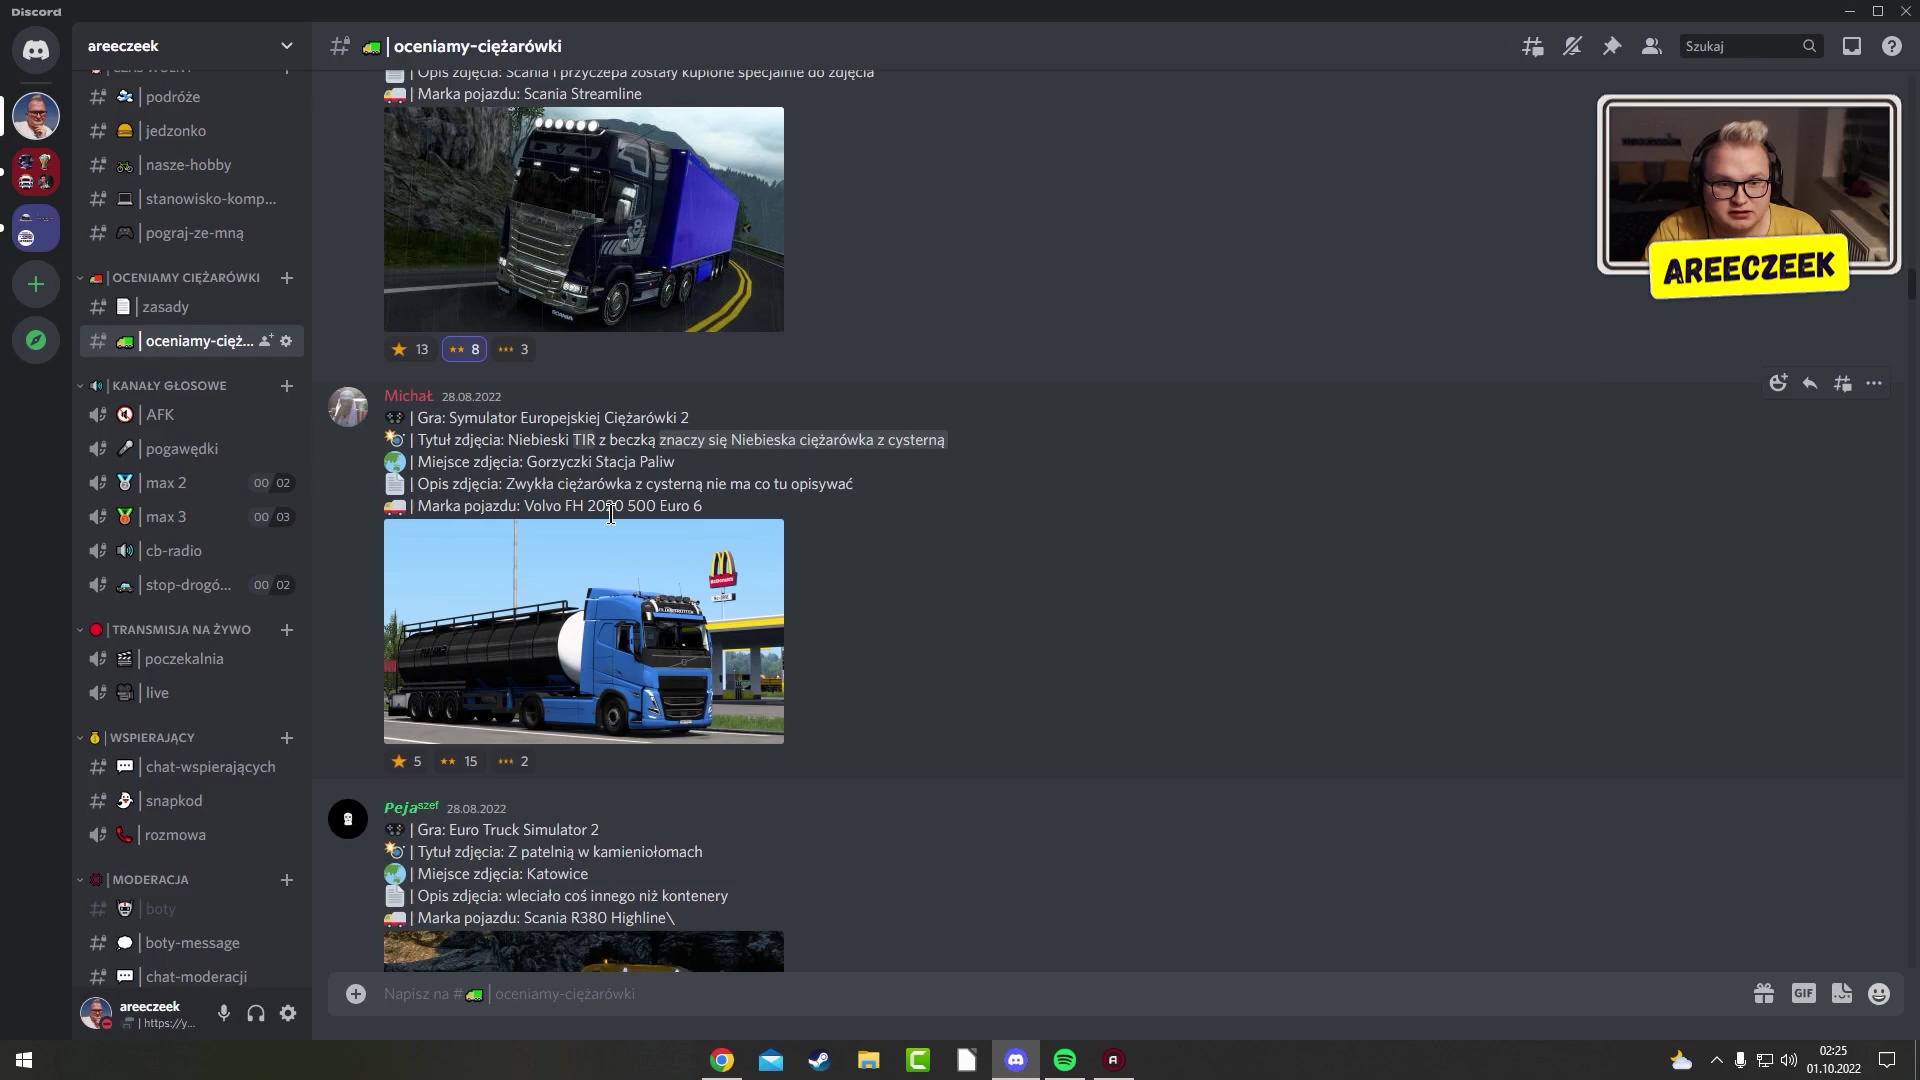 Discord
areeczeek
podróże
jedzonko
nasze-hobby
stanowisko-komp...
pograj-ze-mną
OCENIAMY CIĘŻARÓWKI
zasady
oceniamy-cięż...
KANAŁY GŁOSOWE
AFK
pogawędki
max 2 00 02
max 3 00 03
cb-radio
stop-drogó... 00 02
TRANSMISJA NA ŻYWO
poczekalnia
live
WSPIERAJĄCY
chat-wspierających
snapkod
rozmowa
MODERACJA
boty
boty-message
chat-moderacji
areeczeek
| https://y...
| oceniamy-ciężarówki
Szukaj
| Opis zdjęcia: Scania i przyczepa zostały kupione specjalnie do zdjęcia
| Marka pojazdu: Scania Streamline
SCANIA
13 8 3
Michał 28.08.2022
| Gra: Symulator Europejskiej Ciężarówki 2
| Tytuł zdjęcia: Niebieski TIR z beczką znaczy się Niebieska ciężarówka z cysterną
| Miejsce zdjęcia: Gorzyczki Stacja Paliw
| Opis zdjęcia: Zwykła ciężarówka z cysterną nie ma co tu opisywać
| Marka pojazdu: Volvo FH 2020 500 Euro 6
McDonald's
5 15 2
Peja szef 28.08.2022
| Gra: Euro Truck Simulator 2
| Tytuł zdjęcia: Z patelnią w kamieniołomach
| Miejsce zdjęcia: Katowice
| Opis zdjęcia: wleciało coś innego niż kontenery
| Marka pojazdu: Scania R380 Highline\
Napisz na # | oceniamy-ciężarówki
GIF
AREECZEEK
02:25
01.10.2022